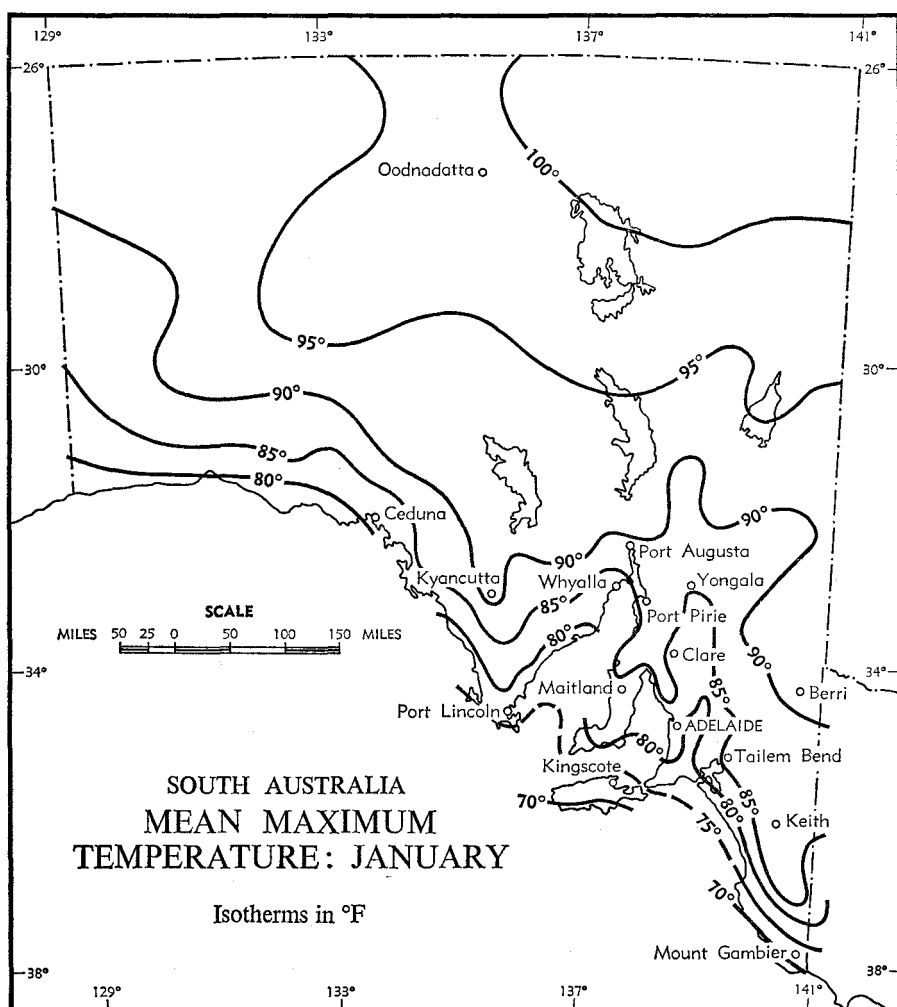 129° 133° 137° 141°
26° 26°
Oodnadatta
100°
95°
95°
30° 30°
90°
85°
80°
Ceduna
90°
90°
Port Augusta
Kyancutta
Whyalla
Yongala
85°
Port Pirie
SCALE
MILES 50 25 0 50 100 150 MILES
80°
Clare
34° 34°
90°
Maitland
85°
Berri
Port Lincoln
ADELAIDE
80°
Tailem Bend
Kingscote
SOUTH AUSTRALIA
70°
85°
80°
75°
Keith
MEAN MAXIMUM
TEMPERATURE: JANUARY
70°
Isotherms in °F
Mount Gambier
38° 38°
129° 133° 137° 141°